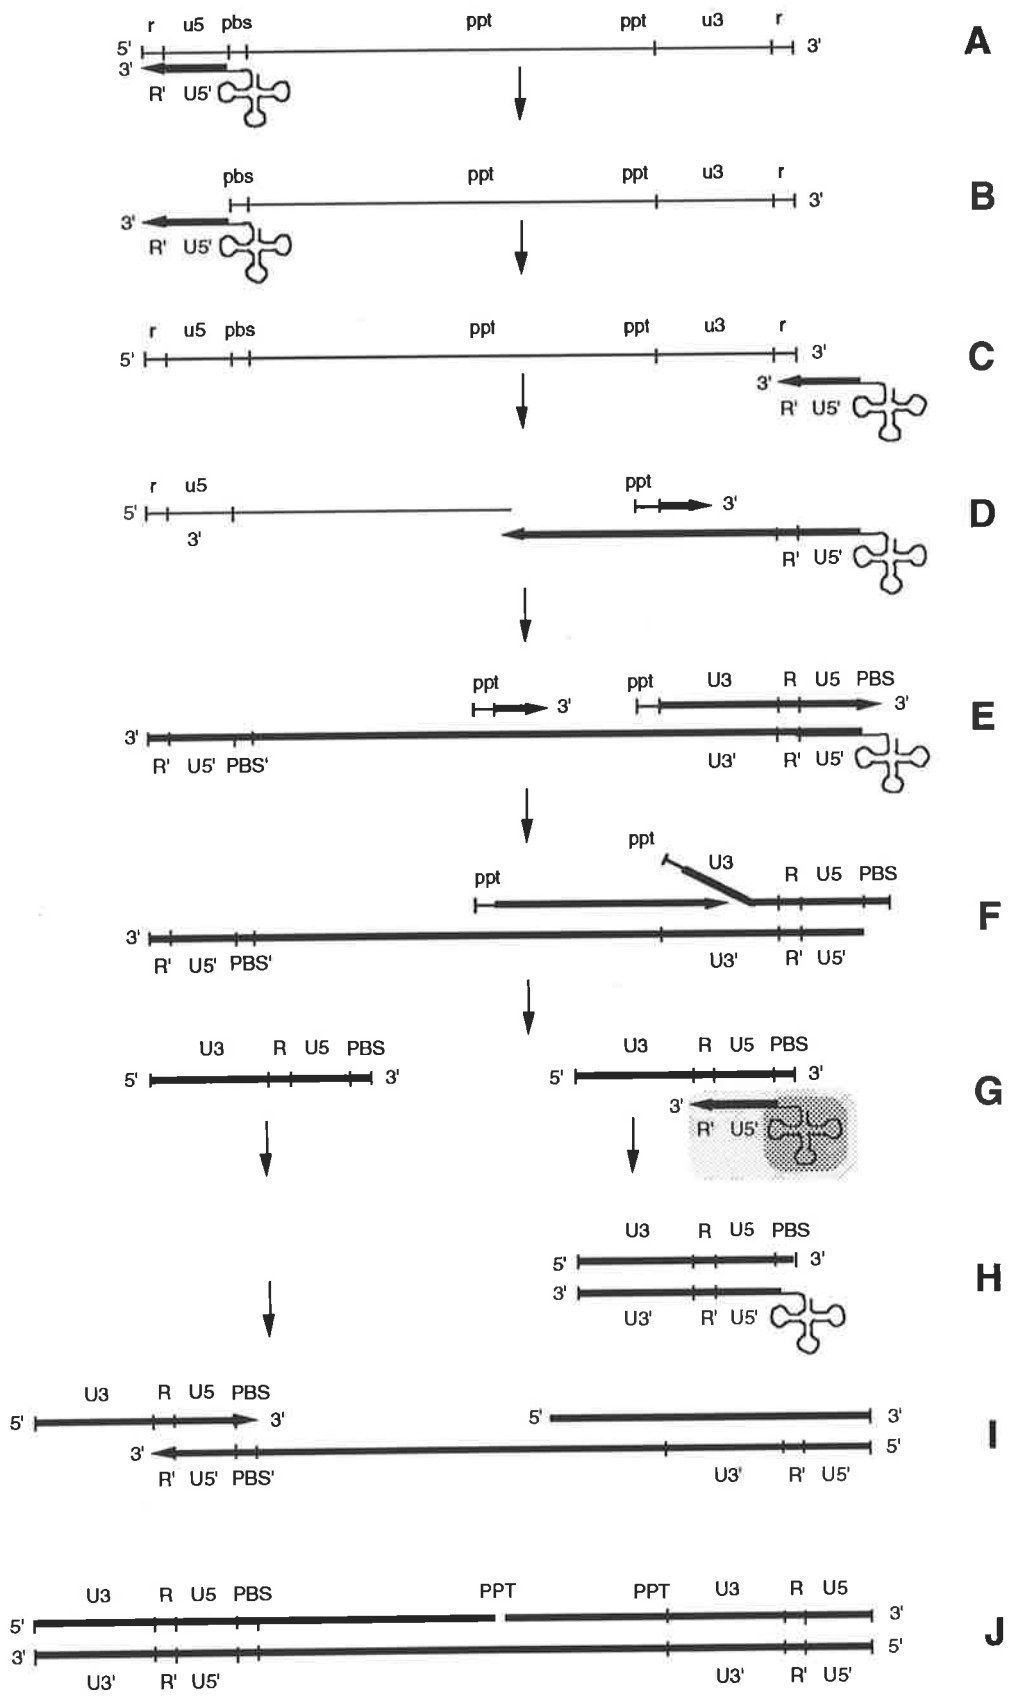 r u5 pbs ppt ppt u3 r
5' 3' A
3'
R' U5'
pbs ppt ppt u3 r
3' B
3'
R' U5'
r u5 pbs ppt ppt u3 r
5' 3' C
3'
R' U5'
r u5 ppt 3'
5' D
3' R' U5'
ppt 3' ppt U3 R U5 PBS 3'
3' E
R' U5' PBS' U3' R' U5'
ppt U3 R U5 PBS
ppt
3' F
R' U5' PBS' U3' R' U5'
U3 R U5 PBS U3 R U5 PBS
5' 3' 5' 3' G
3'
R' U5'
U3 R U5 PBS
5' 3' H
3'
U3' R' U5'
U3 R U5 PBS
5' 3' 5' 3' I
3' 5'
R' U5' PBS' U3' R' U5'
U3 R U5 PBS PPT PPT U3 R U5
5' 3' J
3' 5'
U3' R' U5' U3' R' U5'